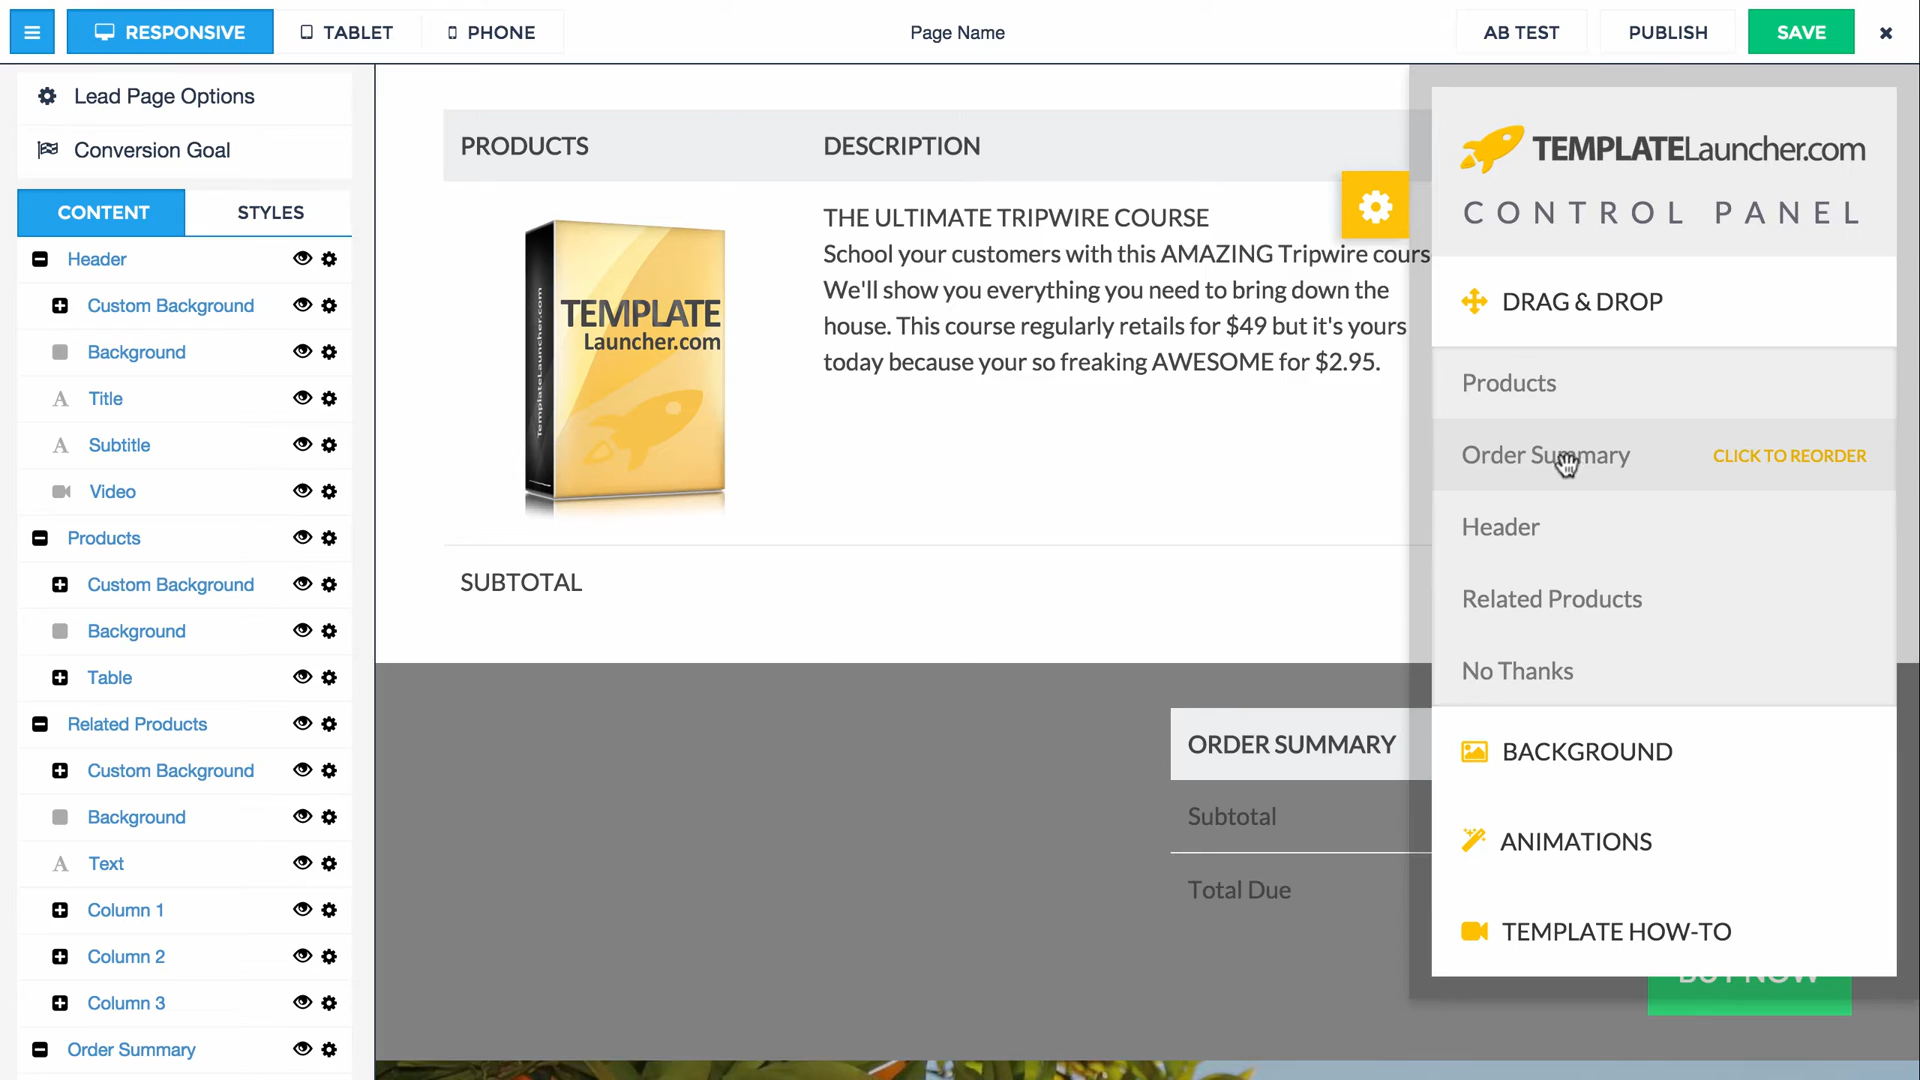 RESPONSIVE
TABLET
PHONE
Page Name
AB TEST
PUBLISH
SAVE
Lead Page Options
Conversion Goal
CONTENT
STYLES
Header
Custom Background
Background
Title
Subtitle
Video
Products
Custom Background
Background
Table
Related Products
Custom Background
Background
Text
Column 1
Column 2
Column 3
Order Summary
PRODUCTS
DESCRIPTION
TemplateLauncher.com
TEMPLATE
Launcher.com
THE ULTIMATE TRIPWIRE COURSE
School your customers with this AMAZING Tripwire cours
We'll show you everything you need to bring down the
house. This course regularly retails for $49 but it's yours
today because your so freaking AWESOME for $2.95.
SUBTOTAL
ORDER SUMMARY
Subtotal
Total Due
BUY NOW
TEMPLATELauncher.com
CONTROL PANEL
DRAG & DROP
Products
Order Summary
CLICK TO REORDER
Header
Related Products
No Thanks
BACKGROUND
ANIMATIONS
TEMPLATE HOW-TO